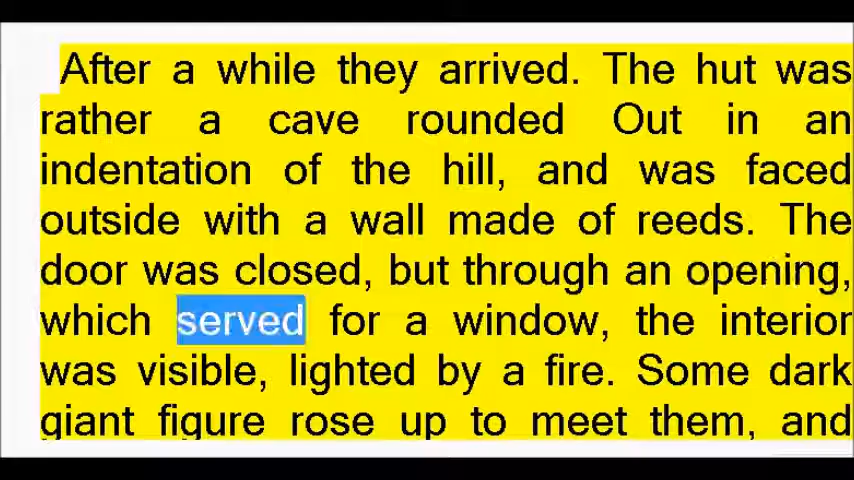 After a while they arrived. The hut was
rather a cave rounded Out in an
indentation of the hill, and was faced
outside with a wall made of reeds. The
door was closed, but through an opening,
which served for a window, the interior
was visible, lighted by a fire. Some dark
giant figure rose up to meet them, and